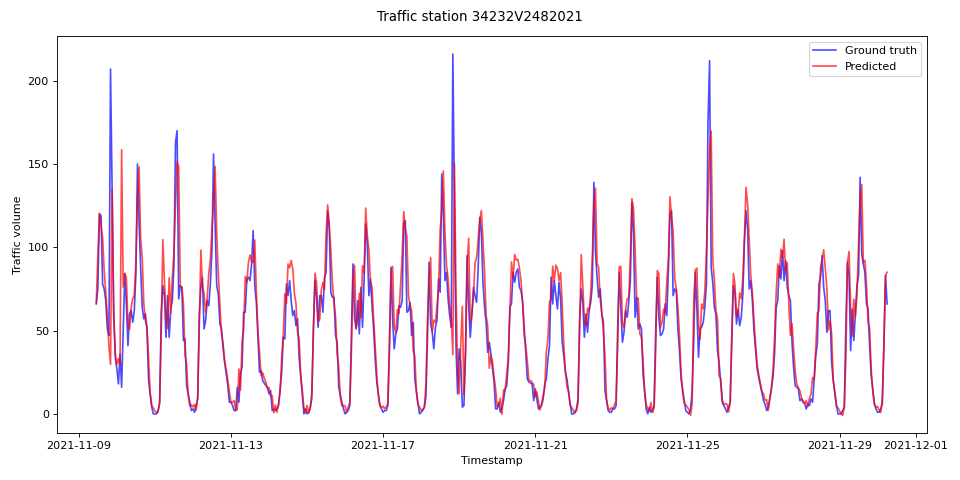 Traffic station 34232V2482021
Ground truth
Predicted
Traffic volume
200
150
100
50
0
2021-11-09
2021-11-13
2021-11-17
2021-11-21
2021-11-25
2021-11-29
2021-12-01
Timestamp